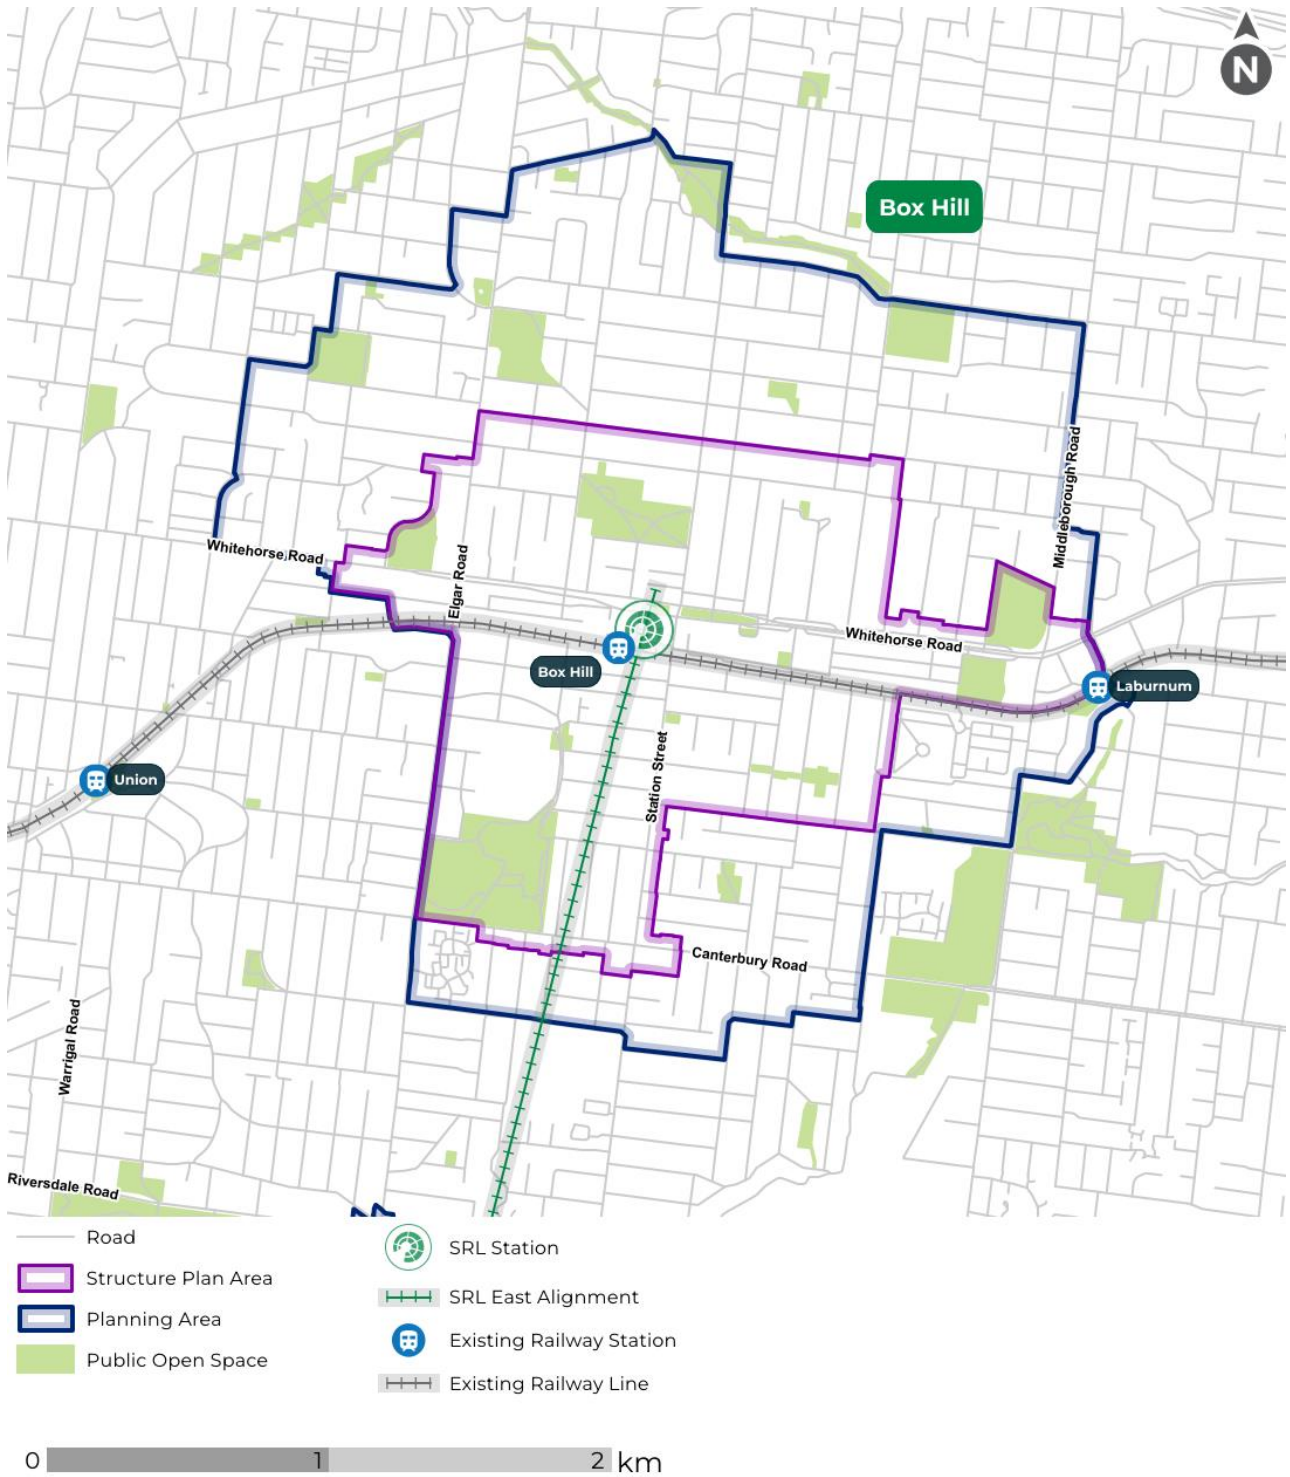 N
Box Hill
Middleborough Road
Whitehorse Road
Elgar Road
Whitehorse Road
Box Hill
Laburnum
Station Street
Union
Canterbury Road
Warrigal Road
Riversdale Road
Road
SRL Station
Structure Plan Area
SRL East Alignment
Planning Area
Existing Railway Station
Public Open Space
Existing Railway Line
0 1 2 km